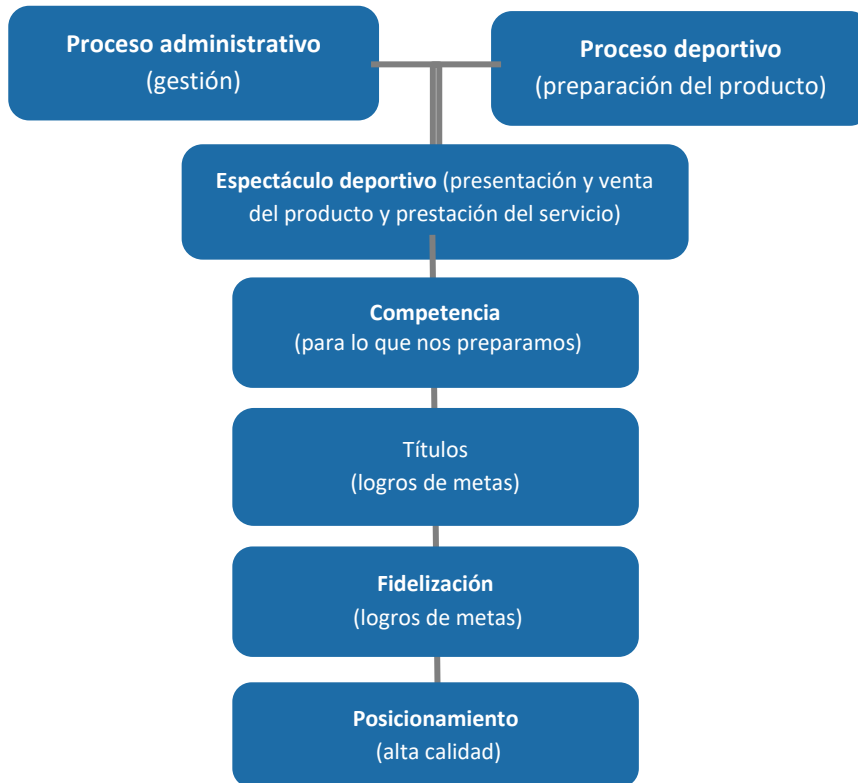 Proceso administrativo
(gestión)
Proceso deportivo
(preparación del producto)
Espectáculo deportivo (presentación y venta
del producto y prestación del servicio)
Competencia
(para lo que nos preparamos)
Títulos
(logros de metas)
Fidelización
(logros de metas)
Posicionamiento
(alta calidad)